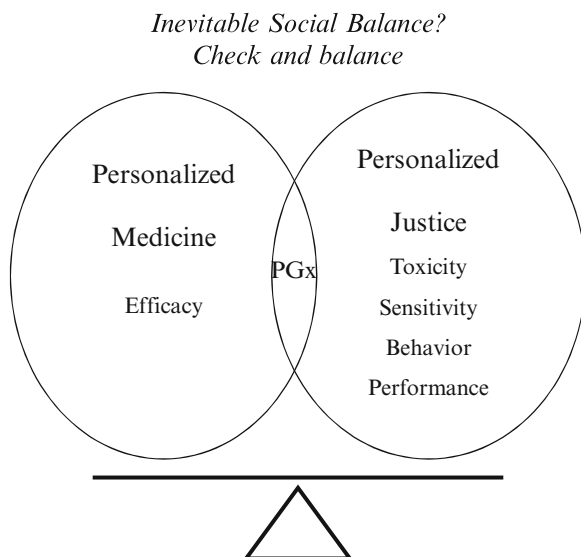 Inevitable Social Balance?
Check and balance
Personalized
Medicine
Efficacy
PGx
Personalized
Justice
Toxicity
Sensitivity
Behavior
Performance